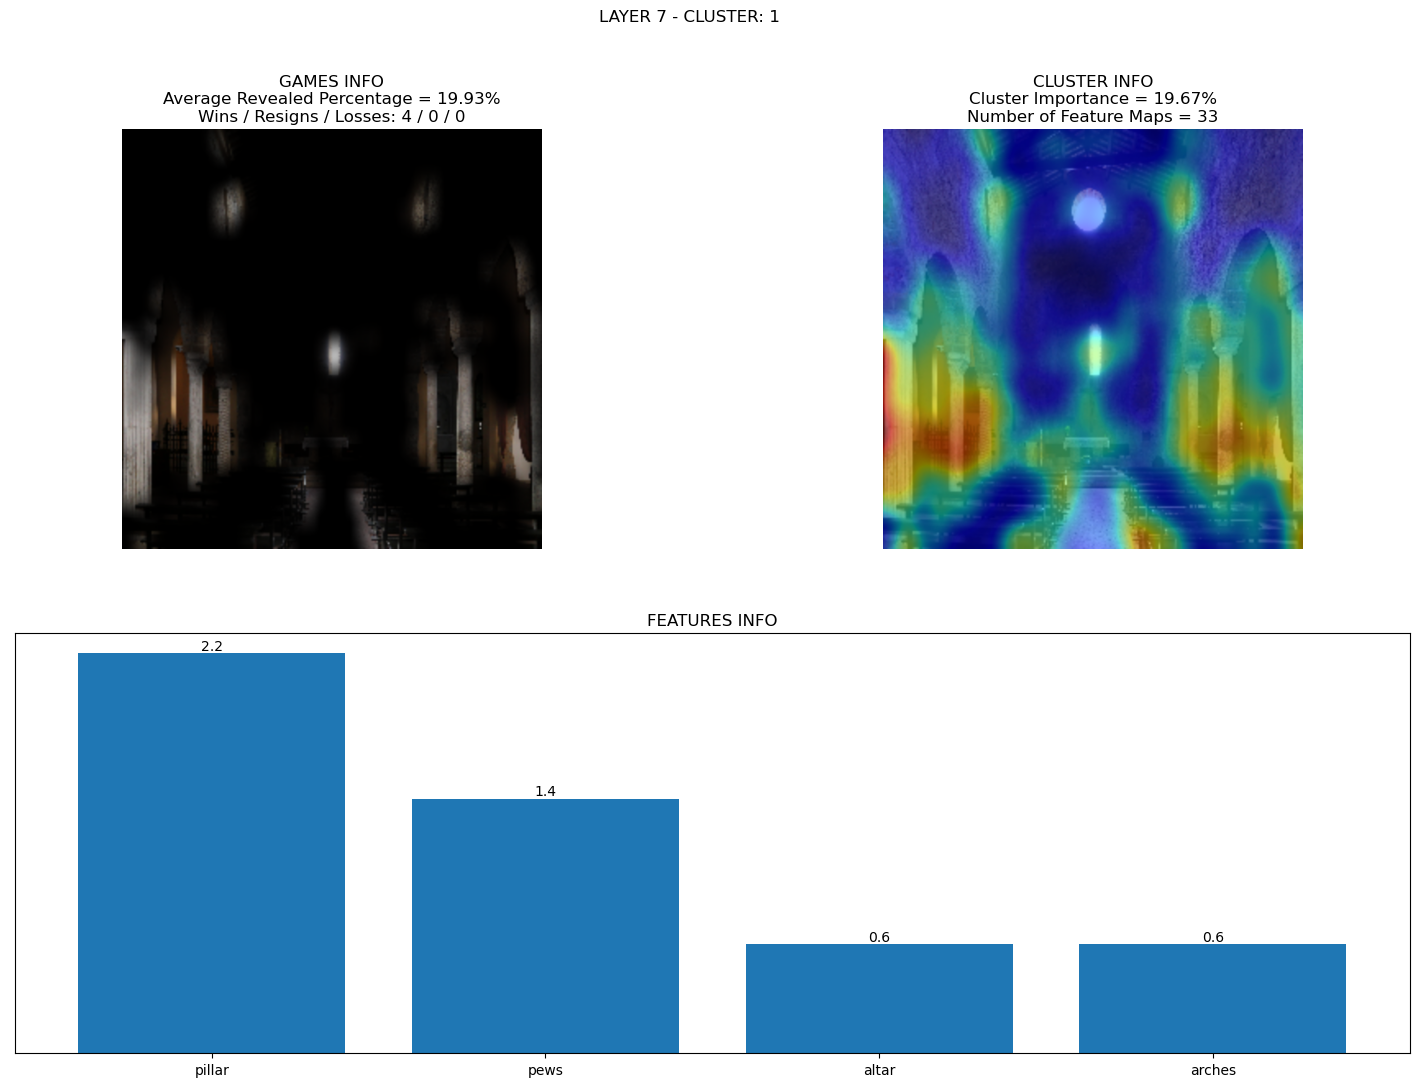 LAYER 7 - CLUSTER: 1
GAMES INFO
Average Revealed Percentage = 19.93%
Wins / Resigns / Losses: 4 / 0 / 0
CLUSTER INFO
Cluster Importance = 19.67%
Number of Feature Maps = 33
FEATURES INFO
2.2
1.4
0.6
0.6
pillar
pews
altar
arches